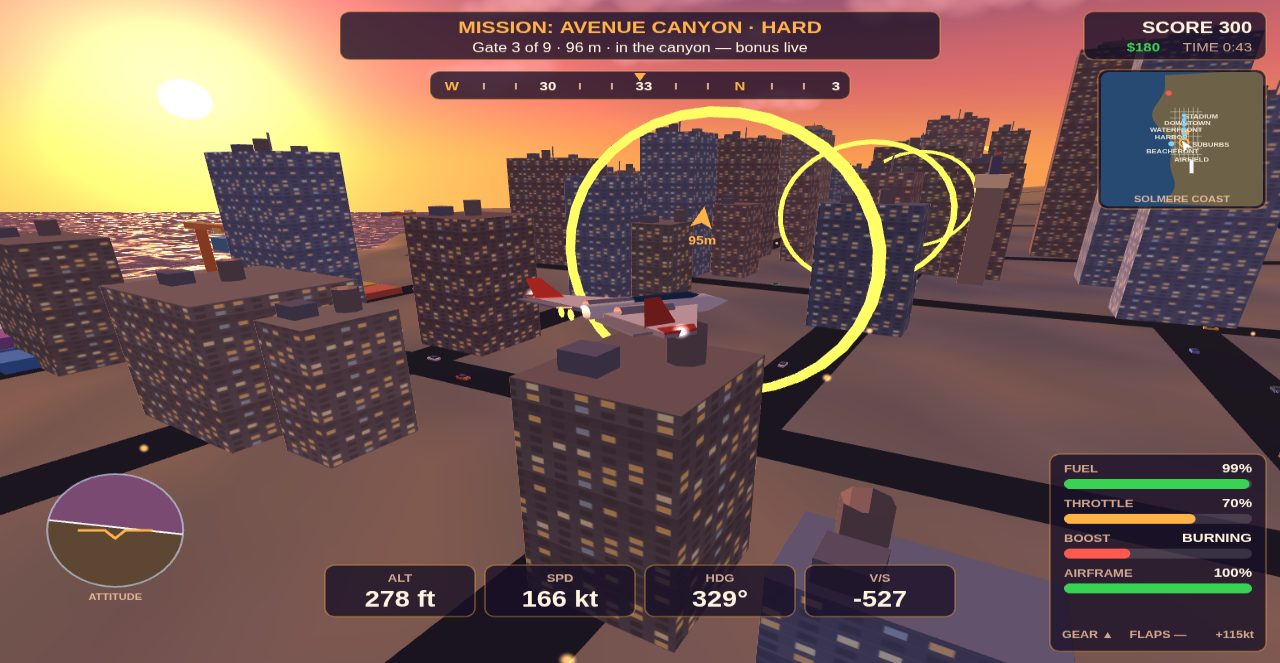 MISSION: AVENUE CANYON · HARD
Gate 3 of 9 · 96 m · in the canyon — bonus live
SCORE 300
$180 TIME 0:43
W 30 33 N 3
STADIUM
DOWNTOWN
WATERFRONT
HARBO
SUBURBS
BEACHFRONT
AIRFIELD
SOLMERE COAST
95m
FUEL 99%
THROTTLE 70%
BOOST BURNING
AIRFRAME 100%
GEAR ▲ FLAPS — +115kt
ATTITUDE
ALT
278 ft
SPD
166 kt
HDG
329°
V/S
-527